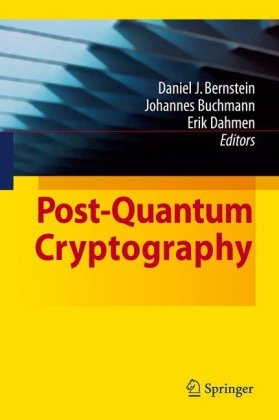 Daniel J. Bernstein
Johannes Buchmann
Erik Dahmen
Editors
Post-Quantum
Cryptography
Springer